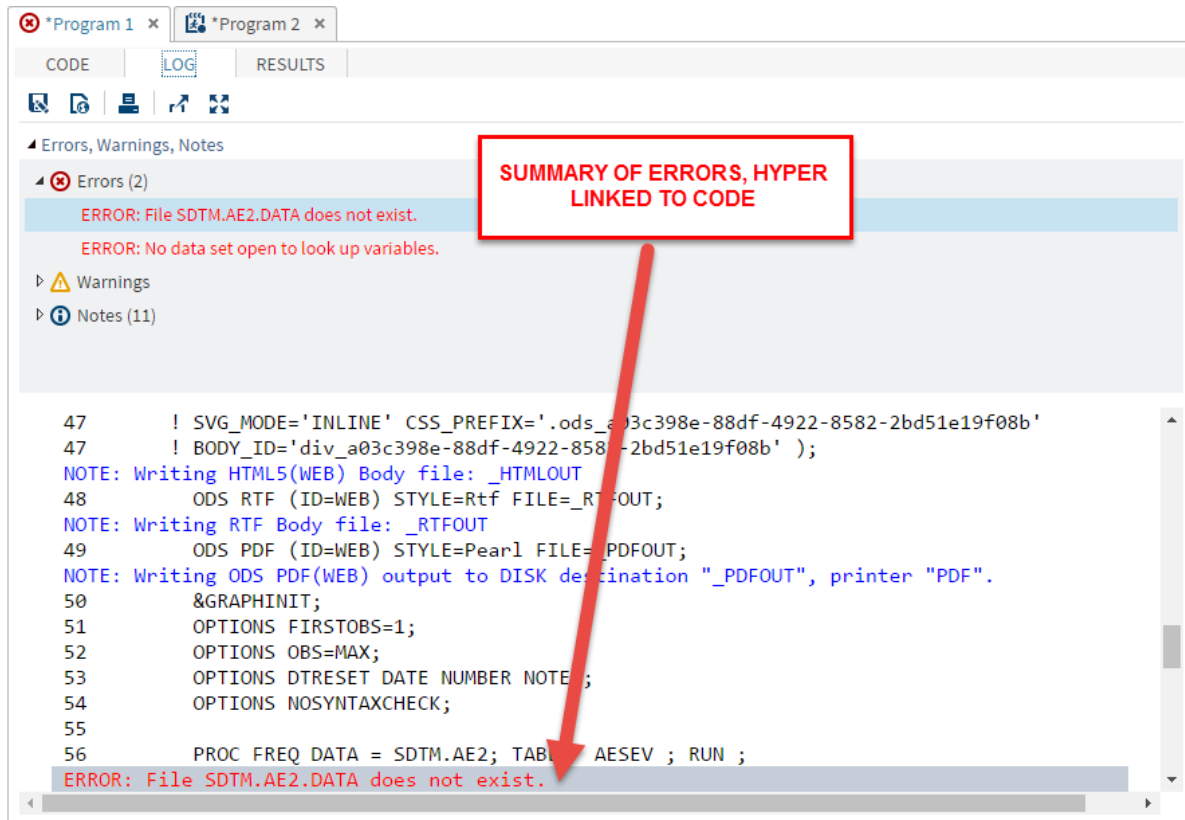 *Program 1 × *Program 2 ×
CODE LOG RESULTS
Errors, Warnings, Notes
Errors (2)
ERROR: File SDTM.AE2.DATA does not exist.
ERROR: No data set open to look up variables.
Warnings
Notes (11)
SUMMARY OF ERRORS, HYPER
LINKED TO CODE
47 ! SVG_MODE='INLINE' CSS_PREFIX='.ods_a03c398e-88df-4922-8582-2bd51e19f08b'
47 ! BODY_ID='div_a03c398e-88df-4922-8582-2bd51e19f08b' );
NOTE: Writing HTML5(WEB) Body file: _HTMLOUT
48 ODS RTF (ID=WEB) STYLE=Rtf FILE=_RTFOUT;
NOTE: Writing RTF Body file: _RTFOUT
49 ODS PDF (ID=WEB) STYLE=Pearl FILE=_PDFOUT;
NOTE: Writing ODS PDF(WEB) output to DISK destination "_PDFOUT", printer "PDF".
50 &GRAPHINIT;
51 OPTIONS FIRSTOBS=1;
52 OPTIONS OBS=MAX;
53 OPTIONS DTRESET DATE NUMBER NOTES;
54 OPTIONS NOSYNTAXCHECK;
55
56 PROC FREQ DATA = SDTM.AE2; AESEV ; RUN ;
ERROR: File SDTM.AE2.DATA does not exist.